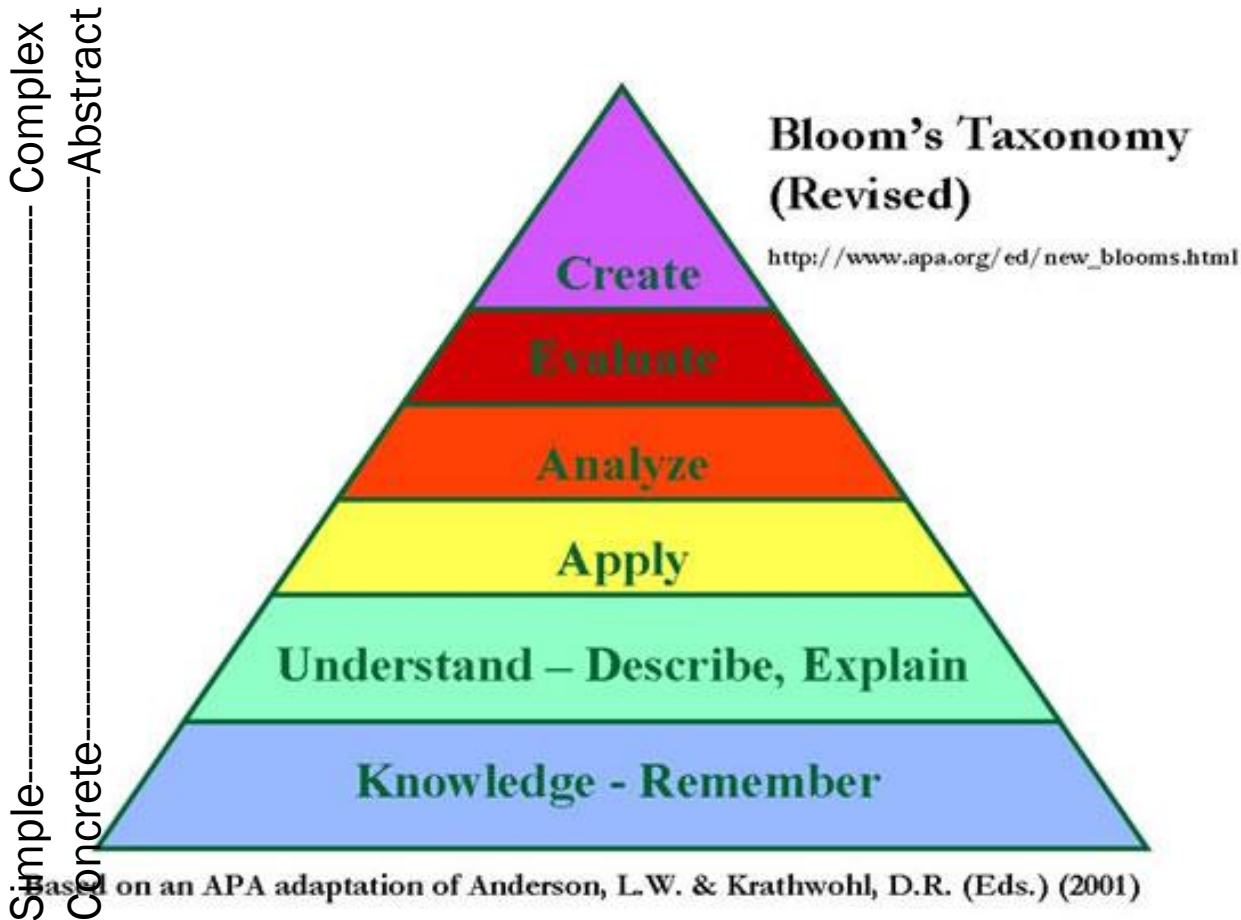 Simple------------------------------------ Complex
Concrete------------------------------------Abstract
Bloom's Taxonomy
(Revised)
http://www.apa.org/ed/new_blooms.html
Create
Evaluate
Analyze
Apply
Understand – Describe, Explain
Knowledge - Remember
Based on an APA adaptation of Anderson, L.W. & Krathwohl, D.R. (Eds.) (2001)